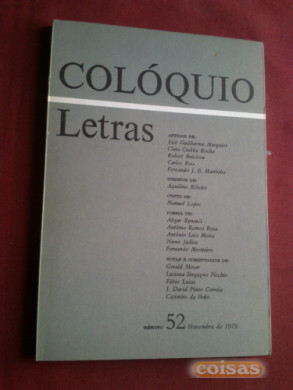 COLÓQUIO
Letras
ARTIGOS DE:
José Guilherme Merquior
Clara Crabbé Rocha
Robert Bréchon
Carlos Reis
Fernando J. B. Martinho
INÉDITOS DE:
Aquilino Ribeiro
CONTO DE:
Manuel Lopes
POEMAS DE:
Alegr Renault
António Ramos Rosa
António Luís Moita
Nuno Júdice
Fernando Monteiro
NOTAS E COMENTÁRIOS DE:
Gerald Moser
Luciana Stegagno Picchio
Fábio Lucas
J. David Pinto Correia
Casimiro de Brito
NÚMERO 52 Novembro de 1979
coisas